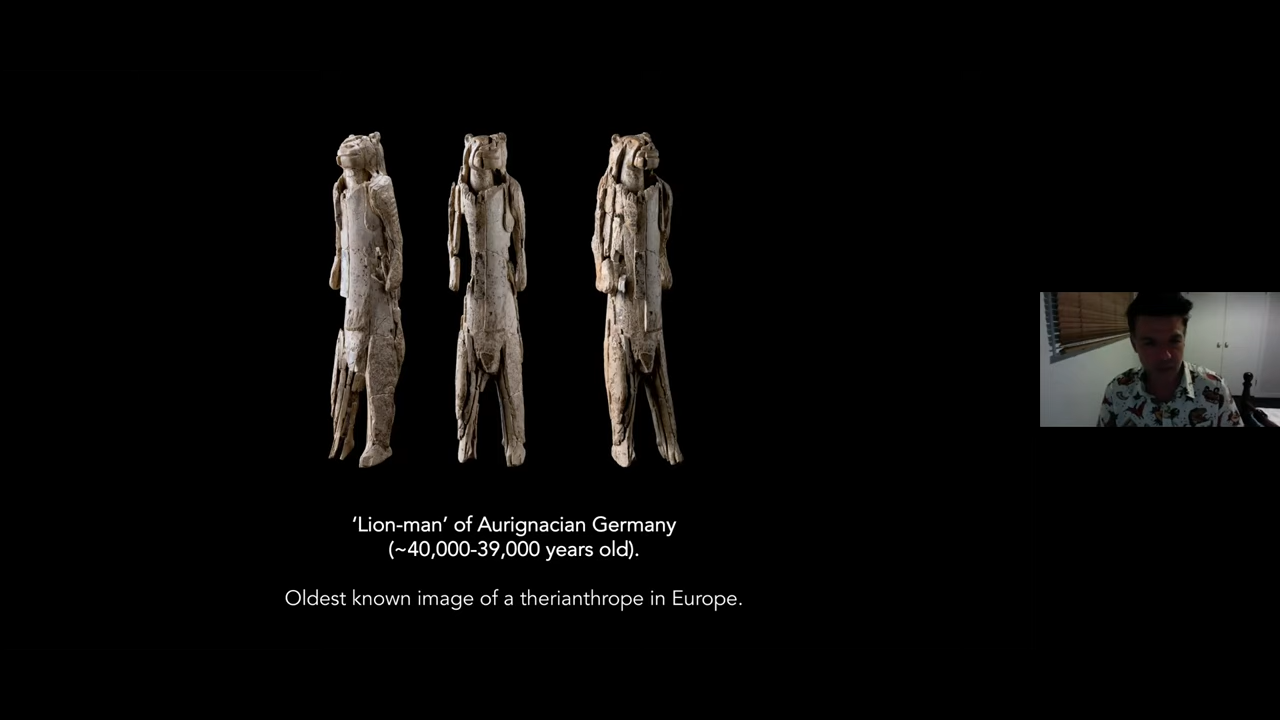 ‘Lion-man’ of Aurignacian Germany
(~40,000-39,000 years old).
Oldest known image of a therianthrope in Europe.